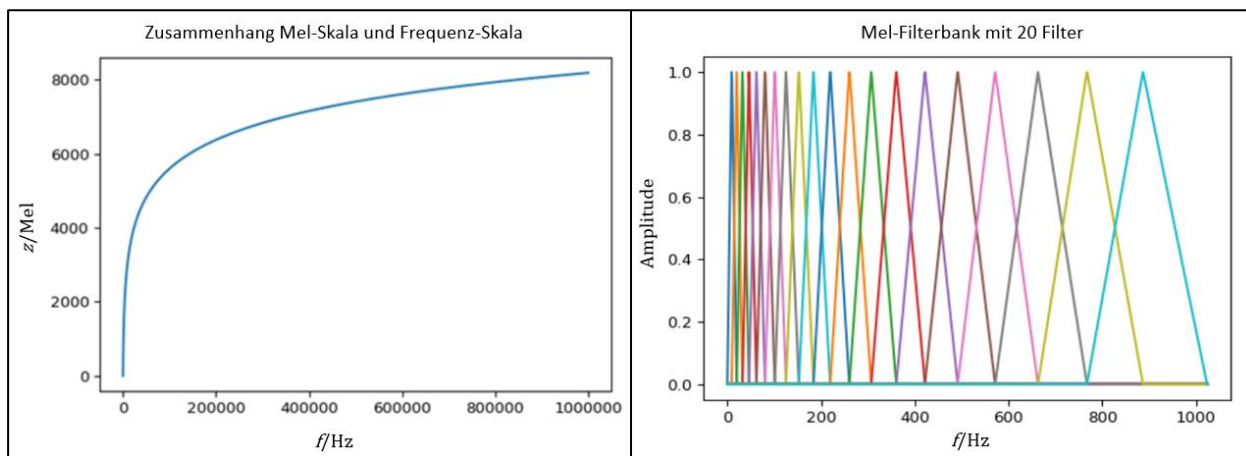 Zusammenhang Mel-Skala und Frequenz-Skala
8000
6000
4000
2000
0
z/Mel
0 200000 400000 600000 800000 1000000
f/Hz
Mel-Filterbank mit 20 Filter
1.0
0.8
0.6
0.4
0.2
0.0
Amplitude
0 200 400 600 800 1000
f/Hz